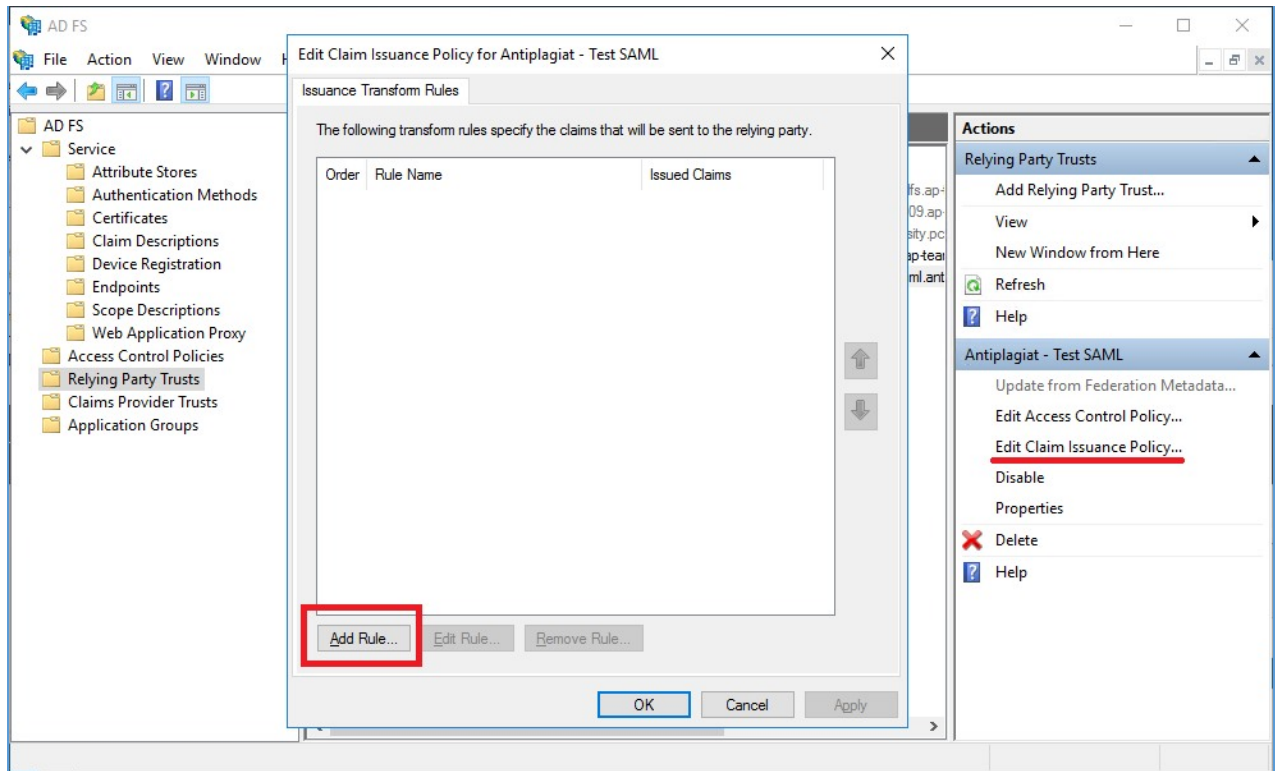 AD FS
File Action View Window
AD FS
Service
Attribute Stores
Authentication Methods
Certificates
Claim Descriptions
Device Registration
Endpoints
Scope Descriptions
Web Application Proxy
Access Control Policies
Relying Party Trusts
Claims Provider Trusts
Application Groups
Edit Claim Issuance Policy for Antiplagiat - Test SAML
Issuance Transform Rules
The following transform rules specify the claims that will be sent to the relying party.
Order Rule Name Issued Claims
Add Rule... Edit Rule... Remove Rule...
OK Cancel Apply
Actions
Relying Party Trusts
Add Relying Party Trust...
View
New Window from Here
Refresh
Help
Antiplagiat - Test SAML
Update from Federation Metadata...
Edit Access Control Policy...
Edit Claim Issuance Policy...
Disable
Properties
Delete
Help